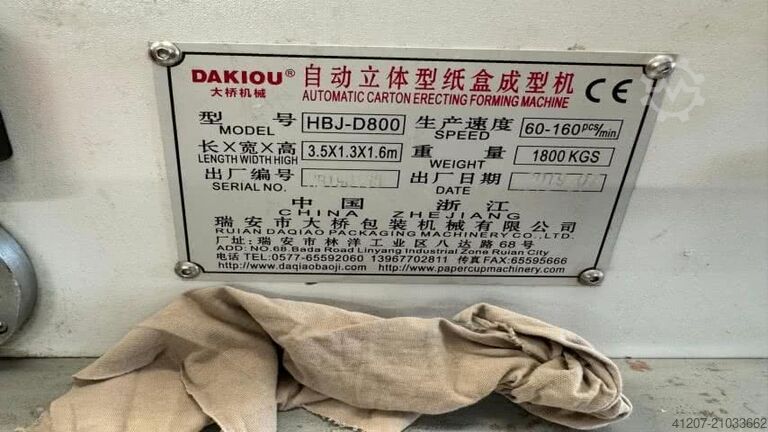 DAKIOU® 自动立体型纸盒成型机 CE
大桥机械 AUTOMATIC CARTON ERECTING FORMING MACHINE
型号 HBJ-D800 生产速度 60-160pcs/min
MODEL SPEED
长×宽×高 3.5X1.3X1.6m 重量 1800 KGS
LENGTH WIDTH HIGH WEIGHT
出厂编号 出厂日期
SERIAL NO. DATE
中国 浙江
CHINA ZHEJIANG
瑞安市大桥包装机械有限公司
RUIAN DAQIAO PACKAGING MACHINERY CO.,LTD.
厂址:瑞安市林洋工业区八达路68号
ADD: NO.68.Bada Road Linyang Industrial Zone Ruian City
电话 TEL:0577-65592060 13967702811 传真FAX:65595666
http://www.daqiaobaoji.com http://www.papercupmachinery.com
41207-21033662